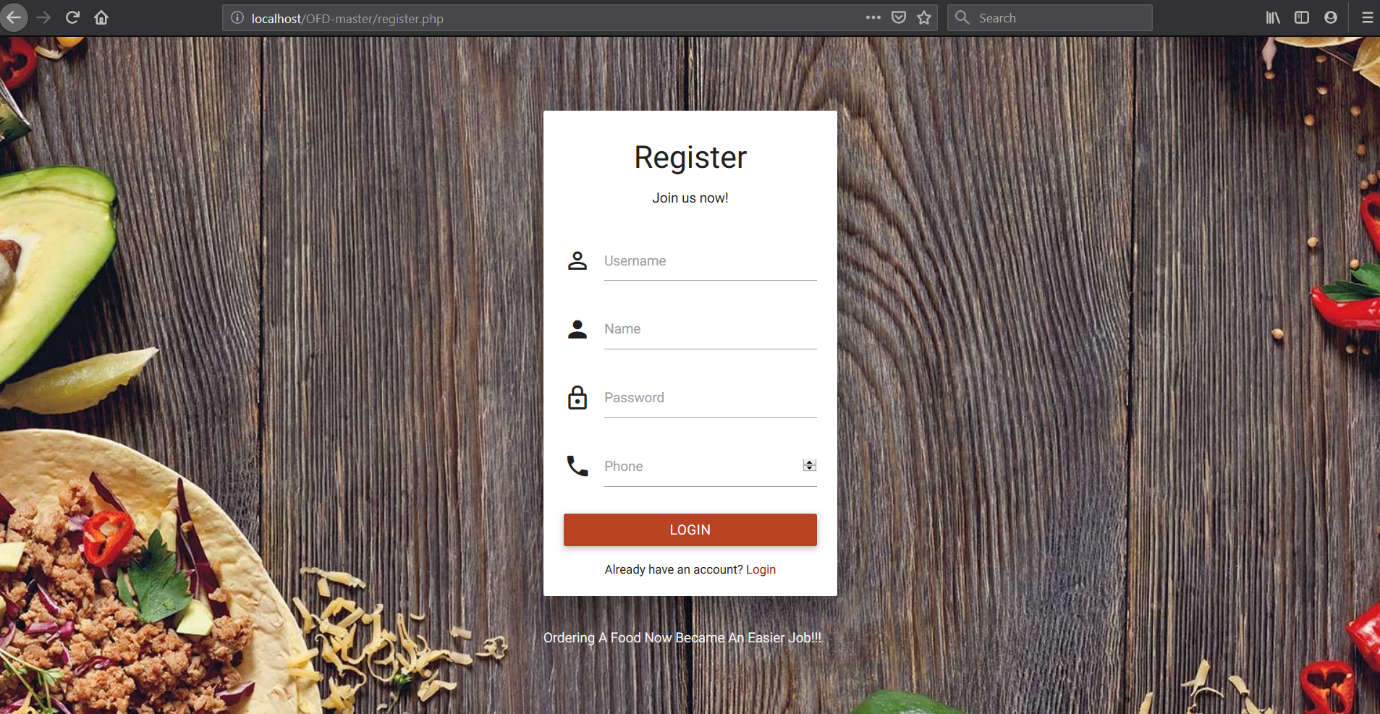 localhost/OFD-master/register.php
Search
Register
Join us now!
Username
Name
Password
Phone
LOGIN
Already have an account? Login
Ordering A Food Now Became An Easier Job!!!